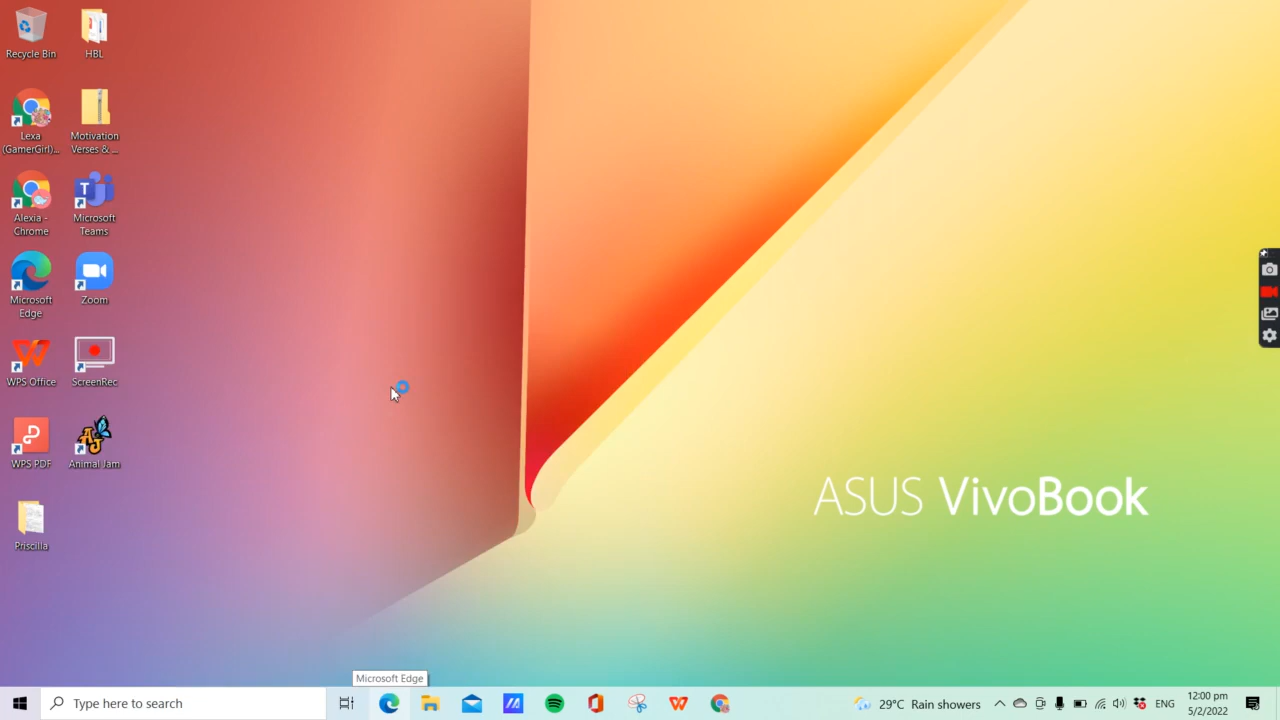 Recycle Bin
HBL
Lexa
(GamerGirl)...
Motivation
Verses & ...
Alexia -
Chrome
Microsoft
Teams
Microsoft
Edge
Zoom
WPS Office
ScreenRec
WPS PDF
Animal Jam
Priscilla
ASUS VivoBook
Microsoft Edge
Type here to search
29°C Rain showers
ENG
12:00 pm
5/2/2022